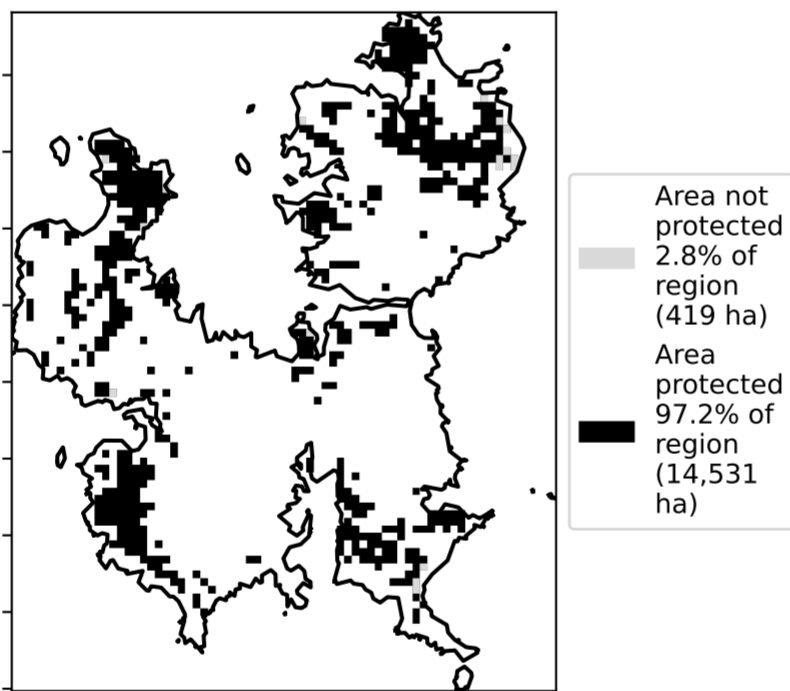 Area not
protected
2.8% of
region
(419 ha)
Area
protected
97.2% of
region
(14,531
ha)